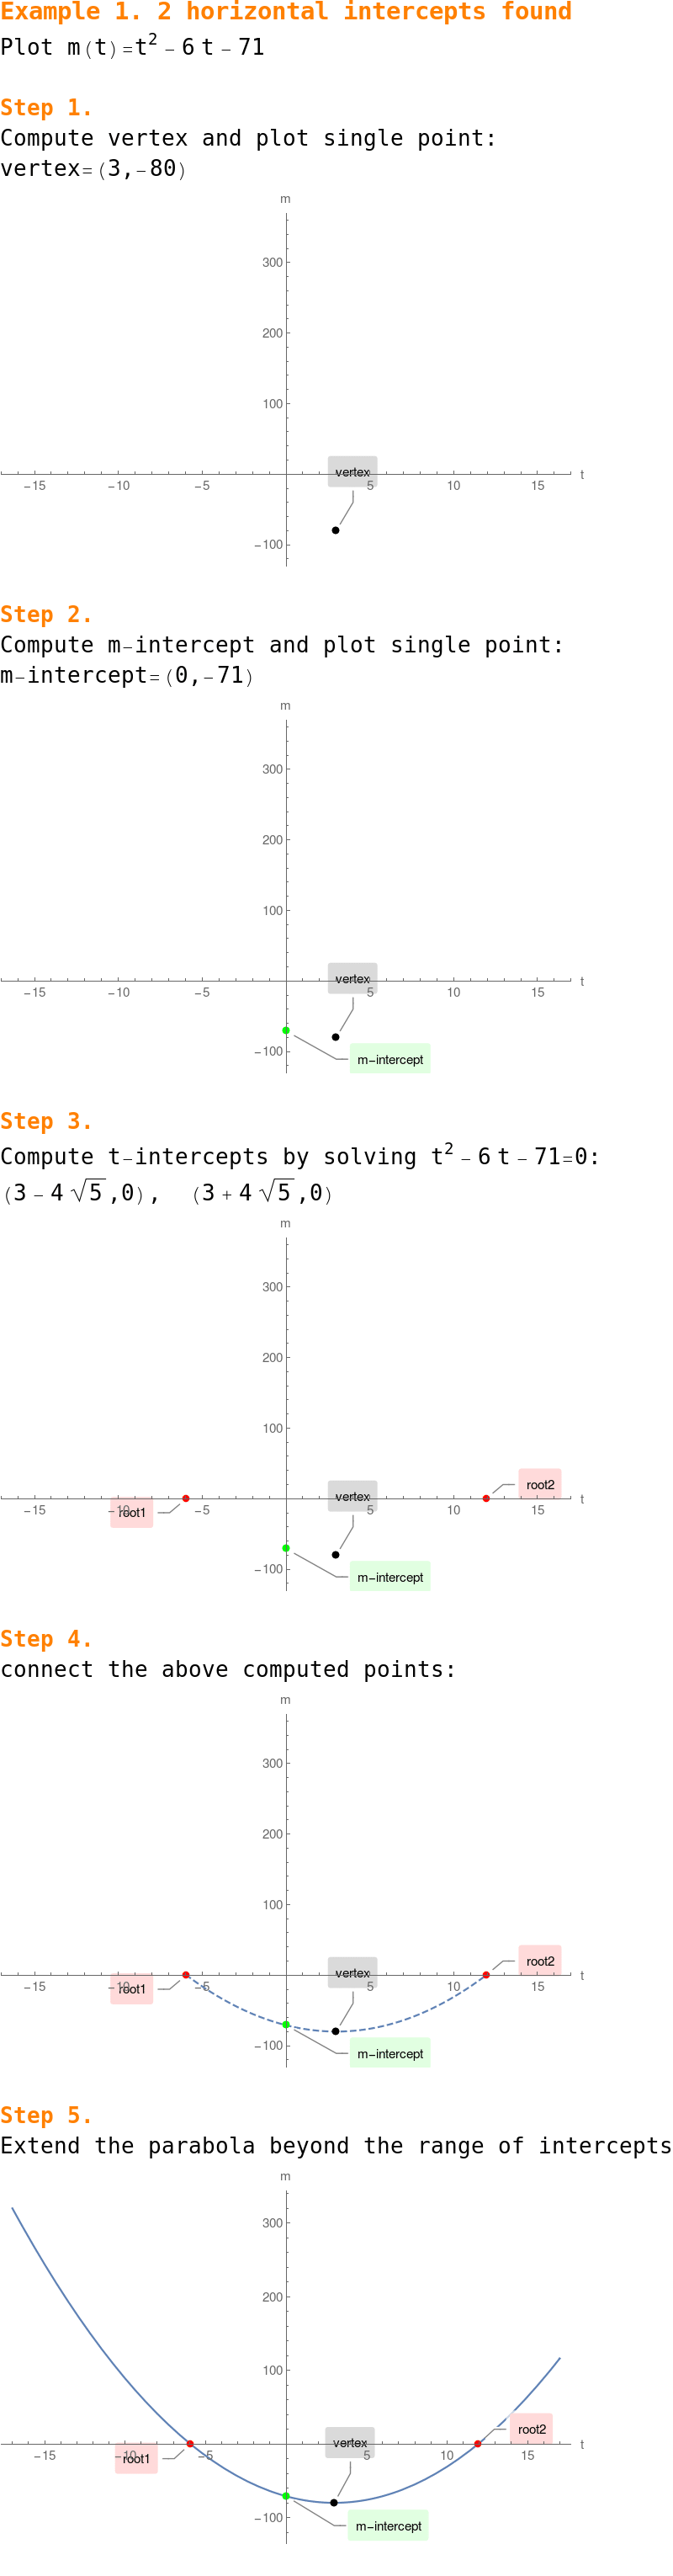 Example 1. 2 horizontal intercepts found
Plot m(t)=t² − 6 t − 71
Step 1.
Compute vertex and plot single point:
vertex=(3,−80)
m
300
200
100
vertex
−15 −10 −5 5 10 15 t
−100
Step 2.
Compute m−intercept and plot single point:
m−intercept=(0,−71)
m
300
200
100
vertex
−15 −10 −5 5 10 15 t
−100
m−intercept
Step 3.
Compute t−intercepts by solving t² − 6 t − 71=0:
(3 − 4 √5 ,0), (3 + 4 √5 ,0)
m
300
200
100
root2
vertex
−15 −10 −5 5 10 15 t
root1
−100
m−intercept
Step 4.
connect the above computed points:
m
300
200
100
root2
vertex
−15 −10 −5 5 10 15 t
root1
−100
m−intercept
Step 5.
Extend the parabola beyond the range of intercepts
m
300
200
100
root2
vertex
−15 −10 −5 5 10 15 t
root1
−100
m−intercept